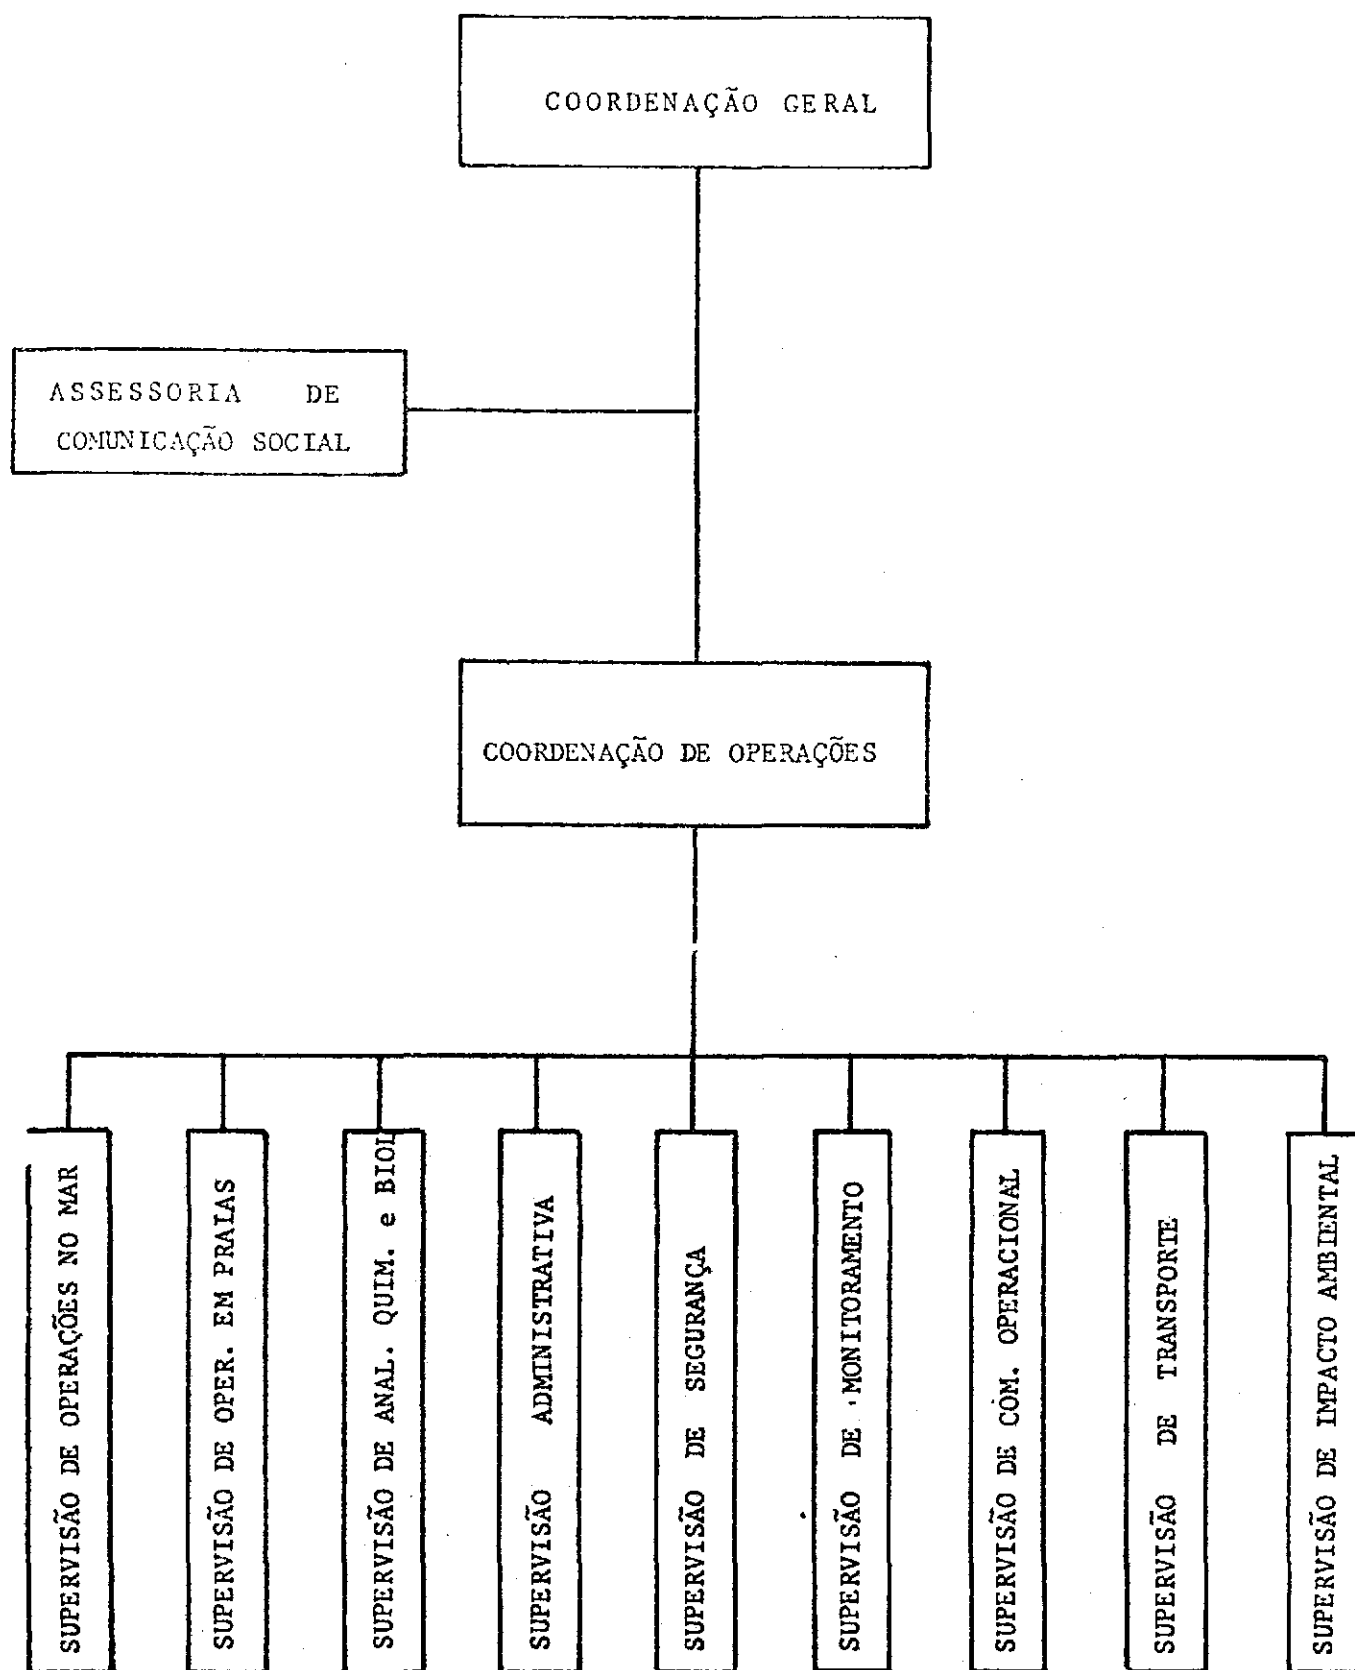 COORDENAÇÃO GERAL
ASSESSORIA DE
COMUNICAÇÃO SOCIAL
COORDENAÇÃO DE OPERAÇÕES
SUPERVISÃO DE OPERAÇÕES NO MAR
SUPERVISÃO DE OPER. EM PRAIAS
SUPERVISÃO DE ANAL. QUIM. e BIOL
SUPERVISÃO ADMINISTRATIVA
SUPERVISÃO DE SEGURANÇA
SUPERVISÃO DE MONITORAMENTO
SUPERVISÃO DE COM. OPERACIONAL
SUPERVISÃO DE TRANSPORTE
SUPERVISÃO DE IMPACTO AMBIENTAL